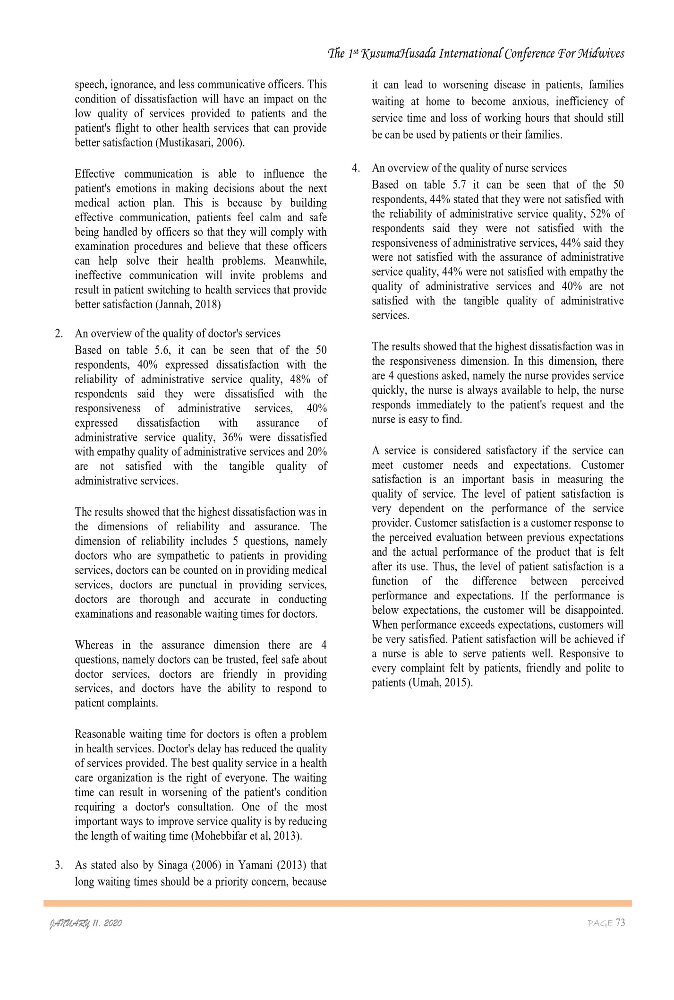 The 1st KusumaHusada International Conference For Midwives
speech, ignorance, and less communicative officers. This
condition of dissatisfaction will have an impact on the
low quality of services provided to patients and the
patient's flight to other health services that can provide
better satisfaction (Mustikasari, 2006).
Effective communication is able to influence the
patient's emotions in making decisions about the next
medical action plan. This is because by building
effective communication, patients feel calm and safe
being handled by officers so that they will comply with
examination procedures and believe that these officers
can help solve their health problems. Meanwhile,
ineffective communication will invite problems and
result in patient switching to health services that provide
better satisfaction (Jannah, 2018)
2. An overview of the quality of doctor's services
Based on table 5.6, it can be seen that of the 50
respondents, 40% expressed dissatisfaction with the
reliability of administrative service quality, 48% of
respondents said they were dissatisfied with the
responsiveness of administrative services, 40%
expressed dissatisfaction with assurance of
administrative service quality, 36% were dissatisfied
with empathy quality of administrative services and 20%
are not satisfied with the tangible quality of
administrative services.
The results showed that the highest dissatisfaction was in
the dimensions of reliability and assurance. The
dimension of reliability includes 5 questions, namely
doctors who are sympathetic to patients in providing
services, doctors can be counted on in providing medical
services, doctors are punctual in providing services,
doctors are thorough and accurate in conducting
examinations and reasonable waiting times for doctors.
Whereas in the assurance dimension there are 4
questions, namely doctors can be trusted, feel safe about
doctor services, doctors are friendly in providing
services, and doctors have the ability to respond to
patient complaints.
Reasonable waiting time for doctors is often a problem
in health services. Doctor's delay has reduced the quality
of services provided. The best quality service in a health
care organization is the right of everyone. The waiting
time can result in worsening of the patient's condition
requiring a doctor's consultation. One of the most
important ways to improve service quality is by reducing
the length of waiting time (Mohebbifar et al, 2013).
3. As stated also by Sinaga (2006) in Yamani (2013) that
long waiting times should be a priority concern, because
it can lead to worsening disease in patients, families
waiting at home to become anxious, inefficiency of
service time and loss of working hours that should still
be can be used by patients or their families.
4. An overview of the quality of nurse services
Based on table 5.7 it can be seen that of the 50
respondents, 44% stated that they were not satisfied with
the reliability of administrative service quality, 52% of
respondents said they were not satisfied with the
responsiveness of administrative services, 44% said they
were not satisfied with the assurance of administrative
service quality, 44% were not satisfied with empathy the
quality of administrative services and 40% are not
satisfied with the tangible quality of administrative
services.
The results showed that the highest dissatisfaction was in
the responsiveness dimension. In this dimension, there
are 4 questions asked, namely the nurse provides service
quickly, the nurse is always available to help, the nurse
responds immediately to the patient's request and the
nurse is easy to find.
A service is considered satisfactory if the service can
meet customer needs and expectations. Customer
satisfaction is an important basis in measuring the
quality of service. The level of patient satisfaction is
very dependent on the performance of the service
provider. Customer satisfaction is a customer response to
the perceived evaluation between previous expectations
and the actual performance of the product that is felt
after its use. Thus, the level of patient satisfaction is a
function of the difference between perceived
performance and expectations. If the performance is
below expectations, the customer will be disappointed.
When performance exceeds expectations, customers will
be very satisfied. Patient satisfaction will be achieved if
a nurse is able to serve patients well. Responsive to
every complaint felt by patients, friendly and polite to
patients (Umah, 2015).
JANUARY 11, 2020
PAGE 73